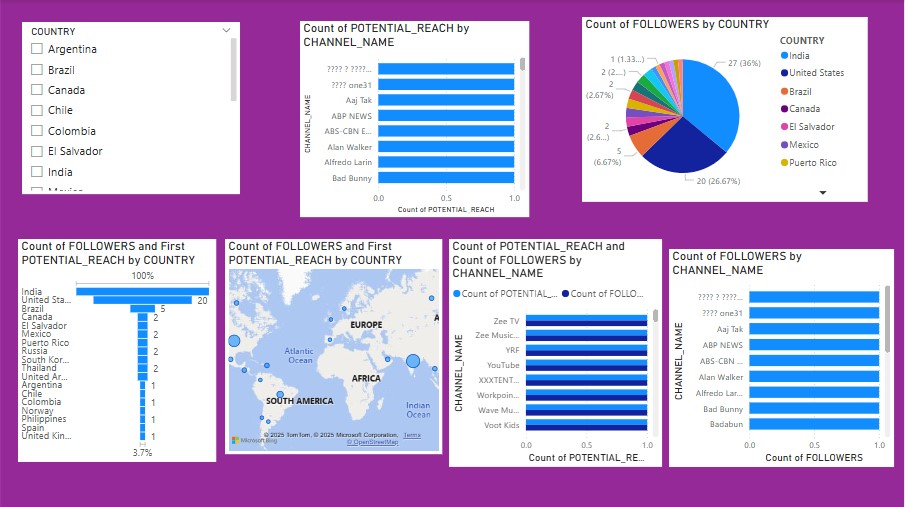 COUNTRY
Argentina
Brazil
Canada
Chile
Colombia
El Salvador
India
Count of POTENTIAL_REACH by
CHANNEL_NAME
CHANNEL_NAME
???? ? ????...
???? one31
Aaj Tak
ABP NEWS
ABS-CBN E...
Alan Walker
Alfredo Larin
Bad Bunny
0.0 0.5 1.0
Count of POTENTIAL_REACH
Count of FOLLOWERS by COUNTRY
1 (1.33...)
2 (2....)
2
(2.67%)
2
(2.6...)
5
(6.67%)
27 (36%)
20 (26.67%)
COUNTRY
India
United States
Brazil
Canada
El Salvador
Mexico
Puerto Rico
Count of FOLLOWERS and First
POTENTIAL_REACH by COUNTRY
100%
India
United Sta... 20
Brazil 5
Canada 2
El Salvador
Mexico 2
Puerto Rico
Russia 2
South Kor...
Thailand 2
United Ar...
Argentina 1
Chile
Colombia 1
Norway
Philippines 1
Spain
United Kin... 1
3.7%
Count of FOLLOWERS and First
POTENTIAL_REACH by COUNTRY
EUROPE
A
Atlantic
Ocean
AFRICA
SOUTH AMERICA
Indian
Ocean
Microsoft Bing
© 2025 TomTom, © 2025 Microsoft Corporation, Terms
© OpenStreetMap
Count of POTENTIAL_REACH and
Count of FOLLOWERS by
CHANNEL_NAME
Count of POTENTIAL_... Count of FOLLO...
CHANNEL_NAME
Zee TV
Zee Music...
YRF
YouTube
XXXTENT...
Workpoin...
Wave Mu...
Voot Kids
0.0 0.5 1.0
Count of POTENTIAL_RE...
Count of FOLLOWERS by
CHANNEL_NAME
CHANNEL_NAME
???? ? ????...
???? one31
Aaj Tak
ABP NEWS
ABS-CBN ...
Alan Walker
Alfredo Lar...
Bad Bunny
Badabun
0.0 0.5 1.0
Count of FOLLOWERS